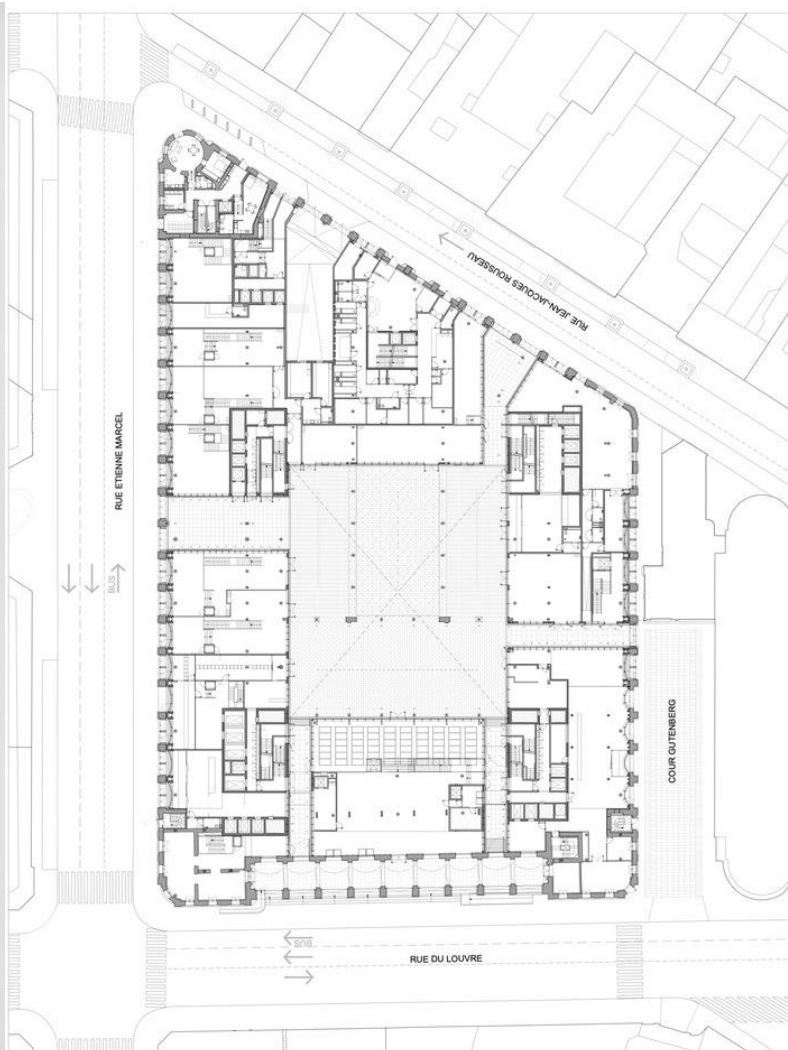 RUE JEAN-JACQUES ROUSSEAU
RUE ETIENNE MARCEL
BUS
COUR GUTENBERG
BUS
RUE DU LOUVRE